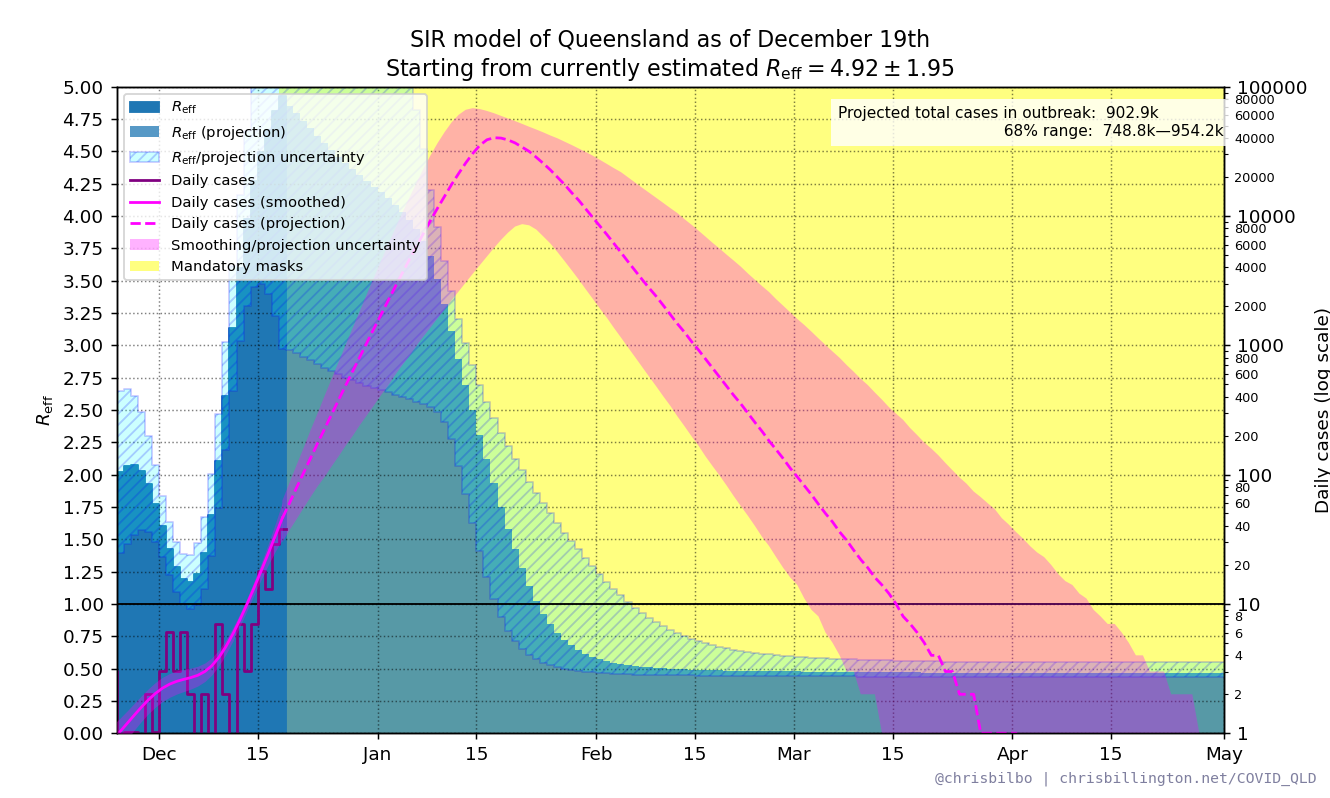 SIR model of Queensland as of December 19th
Starting from currently estimated Reff = 4.92 ± 1.95
Projected total cases in outbreak: 902.9k
68% range: 748.8k—954.2k
Reff
Reff (projection)
Reff/projection uncertainty
Daily cases
Daily cases (smoothed)
Daily cases (projection)
Smoothing/projection uncertainty
Mandatory masks
Reff
5.00
4.75
4.50
4.25
4.00
3.75
3.50
3.25
3.00
2.75
2.50
2.25
2.00
1.75
1.50
1.25
1.00
0.75
0.50
0.25
0.00
100000
80000
60000
40000
20000
10000
8000
6000
4000
2000
1000
800
600
400
200
100
80
60
40
20
10
8
6
4
2
1
Daily cases (log scale)
Dec 15 Jan 15 Feb 15 Mar 15 Apr 15 May
@chrisbilbo | chrisbillington.net/COVID_QLD